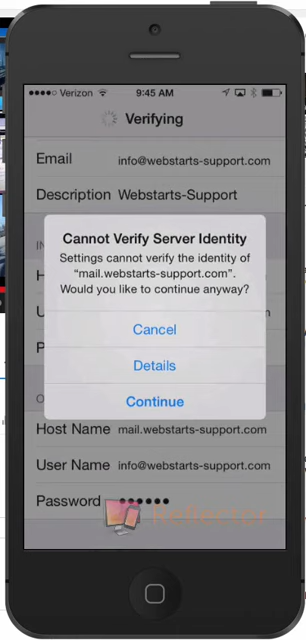 Verizon 9:45 AM
Verifying
Email info@webstarts-support.com
Description Webstarts-Support
Cannot Verify Server Identity
Settings cannot verify the identity of
“mail.webstarts-support.com”.
Would you like to continue anyway?
Cancel
Details
Continue
Host Name mail.webstarts-support.com
User Name info@webstarts-support.com
Password ●●●●●●
Reflector